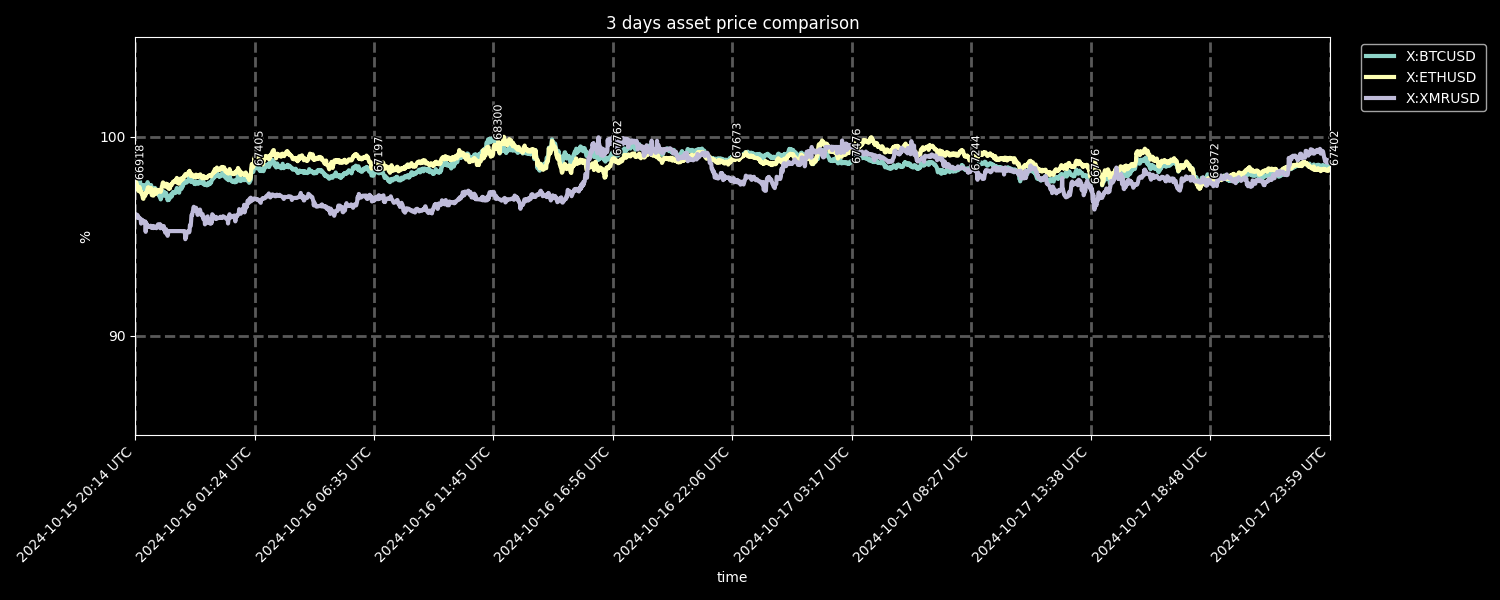 3 days asset price comparison
X:BTCUSD
X:ETHUSD
X:XMRUSD
100
90
%
66918
67405
67197
68300
67762
67673
67476
67244
66776
66972
67402
2024-10-15 20:14 UTC
2024-10-16 01:24 UTC
2024-10-16 06:35 UTC
2024-10-16 11:45 UTC
2024-10-16 16:56 UTC
2024-10-16 22:06 UTC
2024-10-17 03:17 UTC
2024-10-17 08:27 UTC
2024-10-17 13:38 UTC
2024-10-17 18:48 UTC
2024-10-17 23:59 UTC
time